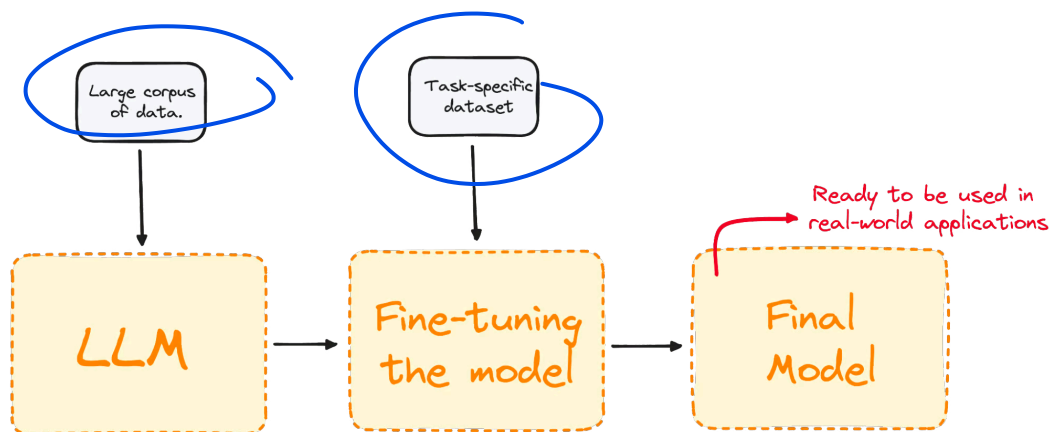 Large corpus
of data.
Task-specific
dataset
Ready to be used in
real-world applications
LLM
Fine-tuning
the model
Final
Model